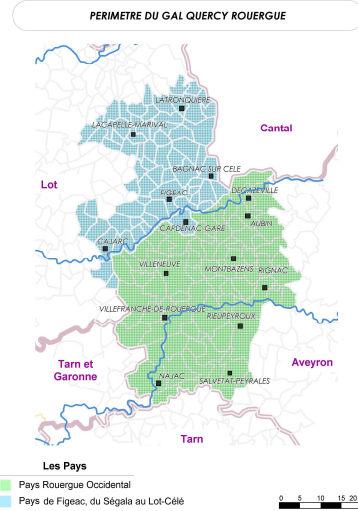 PERIMETRE DU GAL QUERCY ROUERGUE
LATRONQUIÈRE
LACAPELLE-MARIVAL
Cantal
BAGNAC SUR CELE
Lot
FIGEAC
DECAZEVILLE
CAPDENAC-GARE
AUBIN
CAJARC
VILLENEUVE
MONTBAZENS
RIGNAC
VILLEFRANCHE-DE-ROUERGUE
RIEUPEYROUX
Tarn et
Garonne
Aveyron
NAJAC
SALVETAT-PEYRALES
Tarn
Les Pays
Pays Rouergue Occidental
Pays de Figeac, du Ségala au Lot-Célé
0 5 10 15 20